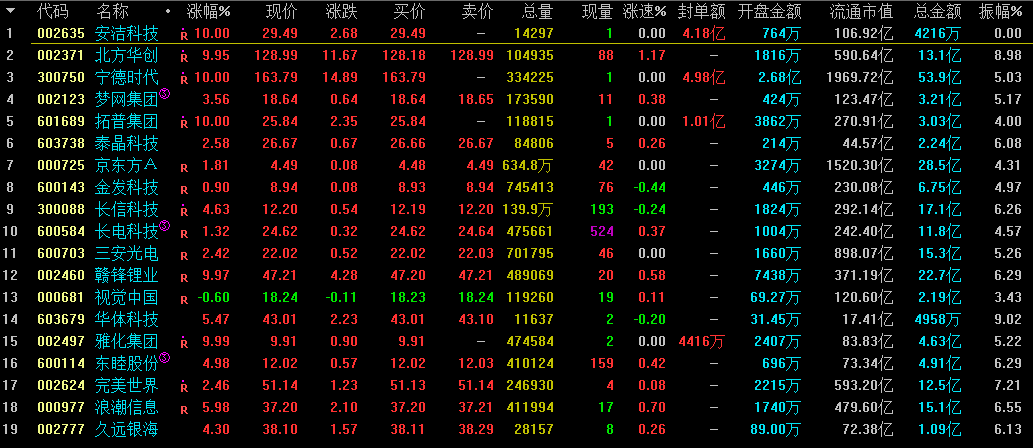 代码 名称 涨幅% 现价 涨跌 买价 卖价 总量 现量 涨速% 封单额 开盘金额 流通市值 总金额 振幅%
1 002635 安洁科技 R 10.00 29.49 2.68 29.49 — 14297 1 0.00 4.18亿 764万 106.92亿 4216万 0.00
2 002371 北方华创 R 9.95 128.99 11.67 128.18 128.99 104935 88 1.17 — 1816万 590.64亿 13.1亿 8.98
3 300750 宁德时代 R 10.00 163.79 14.89 163.79 — 334225 1 0.00 4.98亿 2.68亿 1969.72亿 53.9亿 5.03
4 002123 梦网集团 R 3.56 18.64 0.64 18.64 18.65 173590 11 0.38 — 424万 123.47亿 3.21亿 5.17
5 601689 拓普集团 R 10.00 25.84 2.35 25.84 — 118815 1 0.00 1.01亿 3862万 270.91亿 3.03亿 4.00
6 603738 泰晶科技 2.58 26.67 0.67 26.66 26.67 84806 5 0.26 — 214万 44.57亿 2.24亿 6.08
7 000725 京东方A R 1.81 4.49 0.08 4.48 4.49 634.8万 42 0.00 — 3274万 1520.30亿 28.5亿 4.31
8 600143 金发科技 R 0.90 8.94 0.08 8.93 8.94 745413 76 -0.44 — 446万 230.08亿 6.75亿 4.97
9 300088 长信科技 R 4.63 12.20 0.54 12.19 12.20 139.9万 193 -0.24 — 1824万 292.14亿 17.1亿 6.26
10 600584 长电科技 R 1.32 24.62 0.32 24.62 24.64 475661 524 0.37 — 1004万 242.40亿 11.8亿 4.57
11 600703 三安光电 R 2.42 22.02 0.52 22.02 22.03 701795 46 0.00 — 1660万 898.07亿 15.3亿 5.26
12 002460 赣锋锂业 R 9.97 47.21 4.28 47.20 47.21 489069 20 0.58 — 7438万 371.19亿 22.7亿 6.29
13 000681 视觉中国 R -0.60 18.24 -0.11 18.23 18.24 119260 19 0.11 — 69.27万 120.60亿 2.19亿 3.43
14 603679 华体科技 5.47 43.01 2.23 43.01 43.10 11637 2 -0.20 — 31.45万 17.41亿 4958万 9.02
15 002497 雅化集团 R 9.99 9.91 0.90 9.91 — 474584 2 0.00 4416万 2407万 83.83亿 4.63亿 5.22
16 600114 东睦股份 4.98 12.03 0.57 12.02 12.03 410124 159 0.42 — 696万 73.34亿 4.91亿 6.29
17 002624 完美世界 R 2.46 51.14 1.23 51.13 51.14 246930 4 0.08 — 2215万 593.20亿 12.5亿 7.21
18 000977 浪潮信息 R 5.98 37.20 2.10 37.20 37.21 411994 17 0.70 — 1740万 479.60亿 15.1亿 6.55
19 002777 久远银海 4.30 38.10 1.57 38.11 38.29 28157 8 0.26 — 89.00万 72.38亿 1.09亿 6.13